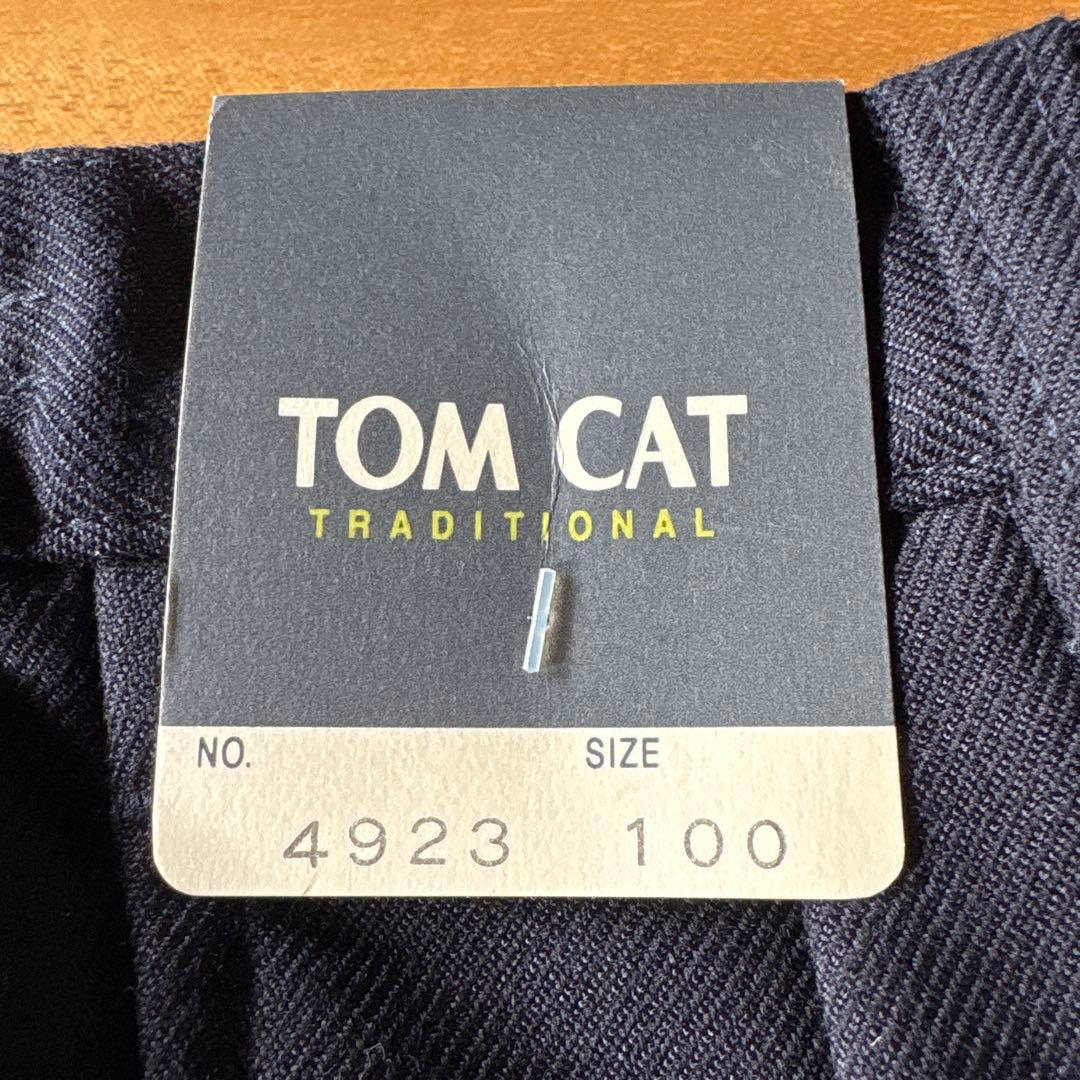 TOM CAT
TRADITIONAL
NO. SIZE
4923 100